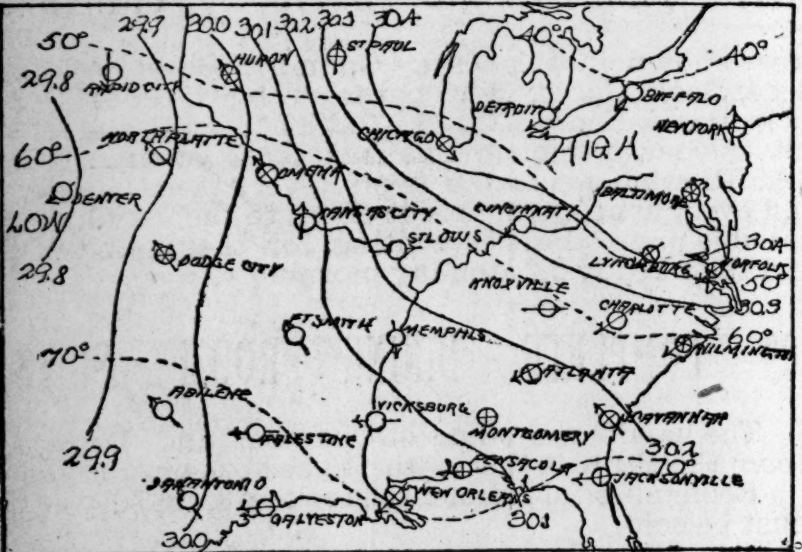 29.9 30.0 30.1 30.2 30.3 30.4
50° 40° 40°
HURON ST PAUL
29.8 RAPID CITY
DETROIT BUFFALO
NORTH PLATTE CHICAGO NEW YORK
60° HIGH
OMAHA
DENVER BALTIMORE
LOW KANSAS CITY CINCINNATI
ST LOUIS 30.4
29.8 DODGE CITY LYNCHBURG NORFOLK
50°
KNOXVILLE 30.3
CHARLOTTE
FT SMITH MEMPHIS 60°
WILMINGTON
70°
ATLANTA
ABILENE VICKSBURG SAVANNAH
PALESTINE MONTGOMERY
29.9 30.2
PENSACOLA 70°
SAN ANTONIO NEW ORLEANS JACKSONVILLE
GALVESTON 30.1
30.0